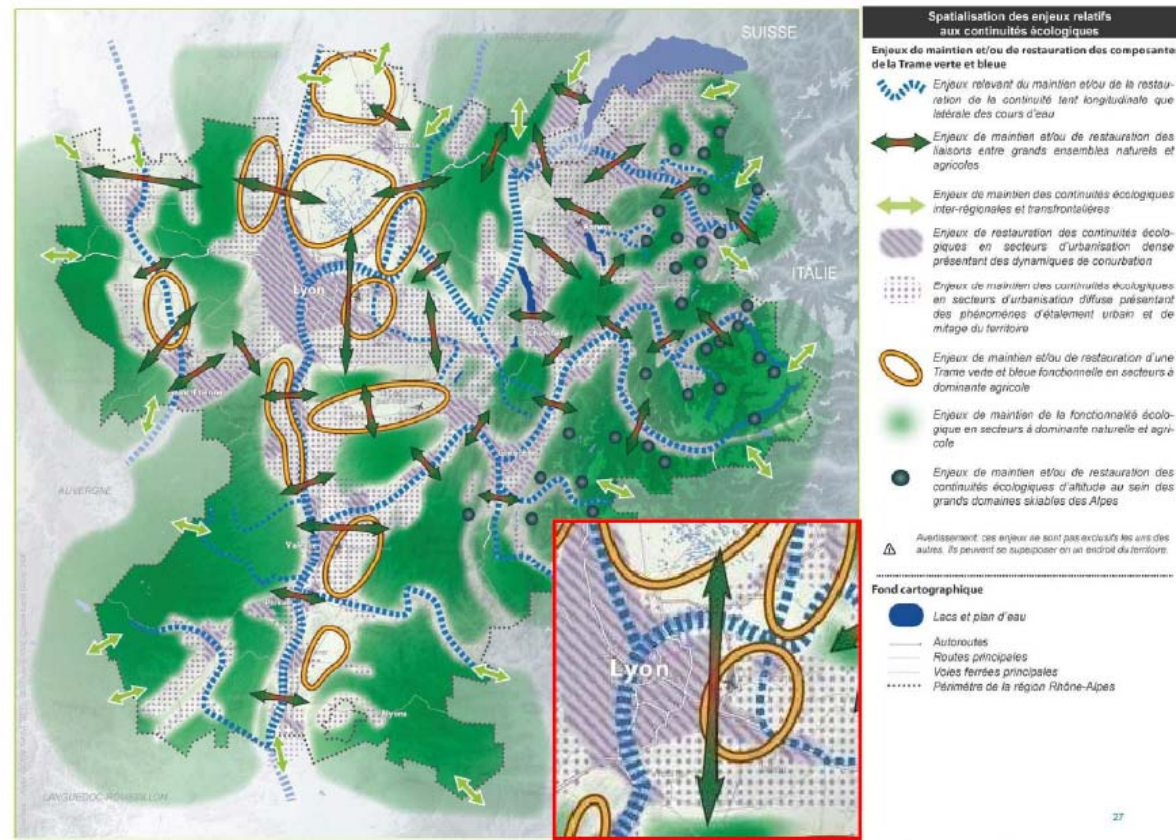 SUISSE
ITALIE
Lyon
AUVERGNE
LANGUEDOC-ROUSSILLON
Nyons
Lyon
Spatialisation des enjeux relatifs
aux continuités écologiques
Enjeux de maintien et/ou de restauration des composantes
de la Trame verte et bleue
Enjeux relevant du maintien et/ou de la restau-
ration de la continuité tant longitudinale que
latérale des cours d'eau
Enjeux de maintien et/ou de restauration des
liaisons entre grands ensembles naturels et
agricoles
Enjeux de maintien des continuités écologiques
inter-régionales et transfrontalières
Enjeux de restauration des continuités écolo-
giques en secteurs d'urbanisation dense
présentant des dynamiques de conurbation
Enjeux de maintien des continuités écologiques
en secteurs d'urbanisation diffuse présentant
des phénomènes d'étalement urbain et de
mitage du territoire
Enjeux de maintien et/ou de restauration d'une
Trame verte et bleue fonctionnelle en secteurs à
dominante agricole
Enjeux de maintien de la fonctionnalité écolo-
gique en secteurs à dominante naturelle et agri-
cole
Enjeux de maintien et/ou de restauration des
continuités écologiques d'altitude au sein des
grands domaines skiables des Alpes
Avertissement: ces enjeux ne sont pas exclusifs les uns des
autres. Ils peuvent se superposer en un endroit du territoire.
Fond cartographique
Lacs et plan d'eau
Autoroutes
Routes principales
Voies ferrées principales
Périmètre de la région Rhône-Alpes
27